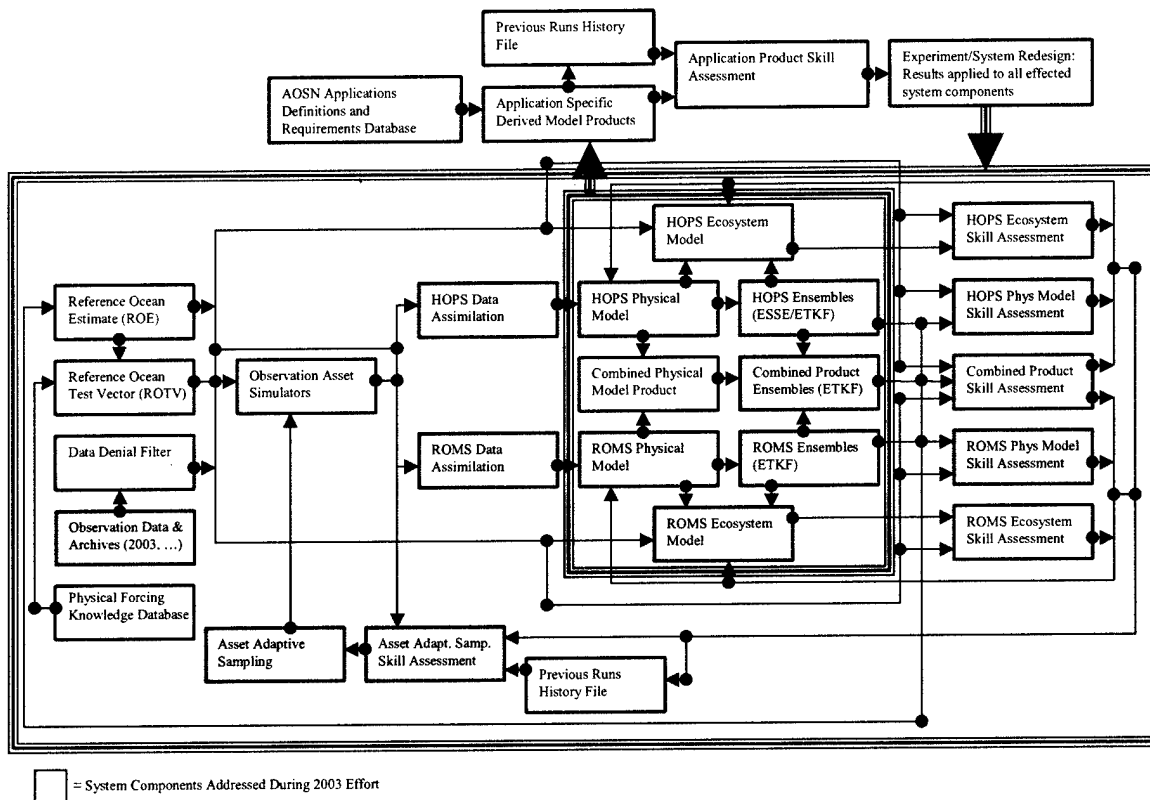 Previous Runs History
File
Application Product Skill
Assessment
Experiment/System Redesign:
Results applied to all effected
system components
AOSN Applications
Definitions and
Requirements Database
Application Specific
Derived Model Products
HOPS Ecosystem
Model
HOPS Ecosystem
Skill Assessment
Reference Ocean
Estimate (ROE)
HOPS Data
Assimilation
HOPS Physical
Model
HOPS Ensembles
(ESSE/ETKF)
HOPS Phys Model
Skill Assessment
Reference Ocean
Test Vector (ROTV)
Observation Asset
Simulators
Combined Physical
Model Product
Combined Product
Ensembles (ETKF)
Combined Product
Skill Assessment
Data Denial Filter
ROMS Data
Assimilation
ROMS Physical
Model
ROMS Ensembles
(ETKF)
ROMS Phys Model
Skill Assessment
Observation Data &
Archives (2003, …)
ROMS Ecosystem
Model
ROMS Ecosystem
Skill Assessment
Physical Forcing
Knowledge Database
Asset Adaptive
Sampling
Asset Adapt. Samp.
Skill Assessment
Previous Runs
History File
= System Components Addressed During 2003 Effort